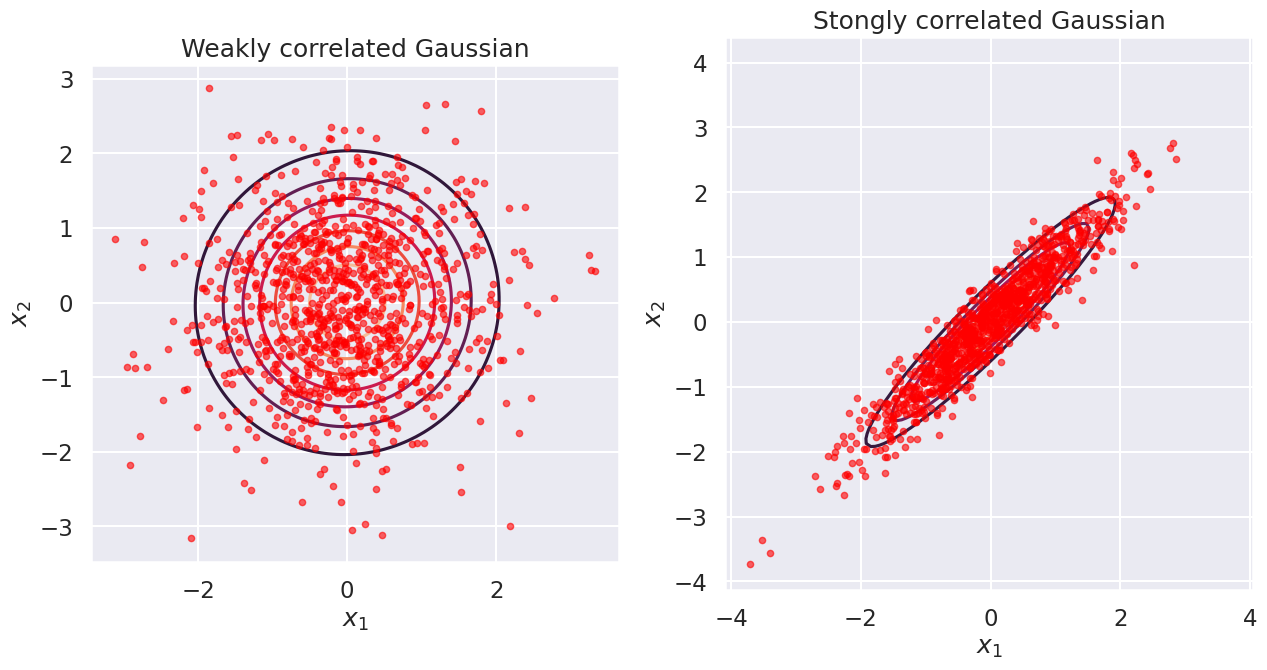 Weakly correlated Gaussian
3
2
1
0
−1
−2
−3
x₂
−2 0 2
x₁
Stongly correlated Gaussian
4
3
2
1
0
−1
−2
−3
−4
x₂
−4 −2 0 2 4
x₁